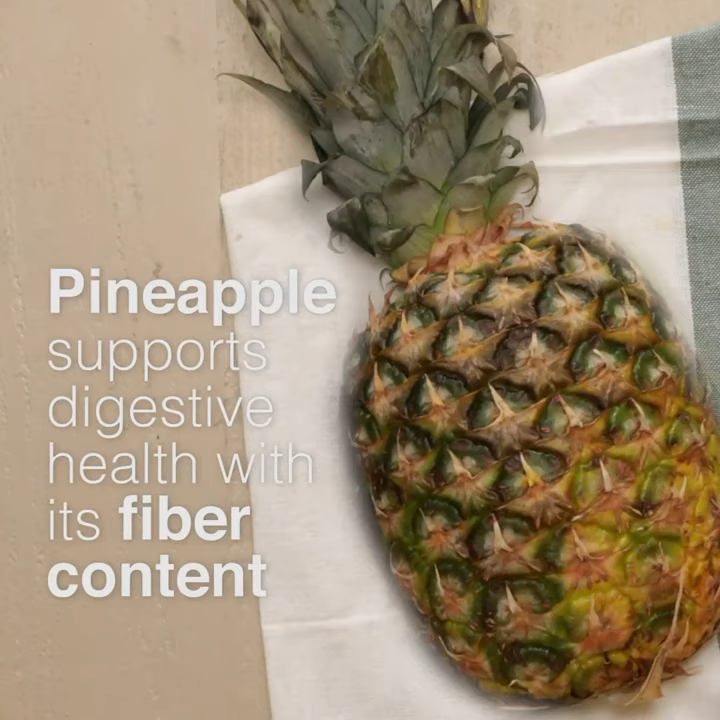 Pineapple
supports
digestive
health with
its fiber
content